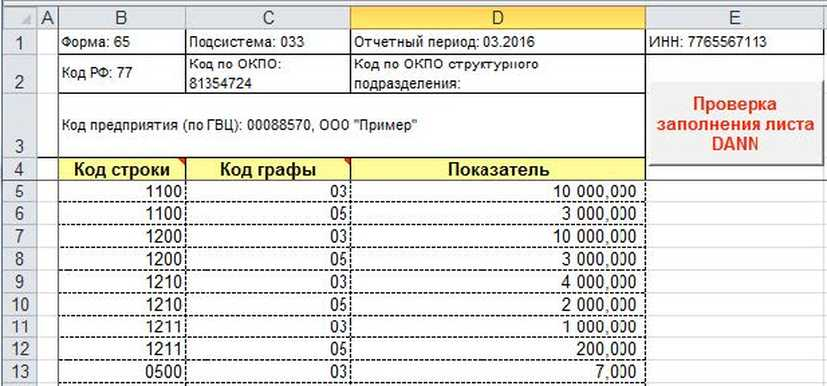 A B C D E
1 Форма: 65 Подсистема: 033 Отчетный период: 03.2016 ИНН: 7765567113
2 Код РФ: 77 Код по ОКПО: 81354724 Код по ОКПО структурного подразделения:
3 Код предприятия (по ГВЦ): 00088570, ООО "Пример"
Проверка
заполнения листа
DANN
4 Код строки Код графы Показатель
5 1100 03 10 000,000
6 1100 05 3 000,000
7 1200 03 10 000,000
8 1200 05 3 000,000
9 1210 03 4 000,000
10 1210 05 2 000,000
11 1211 03 1 000,000
12 1211 05 200,000
13 0500 03 7,000